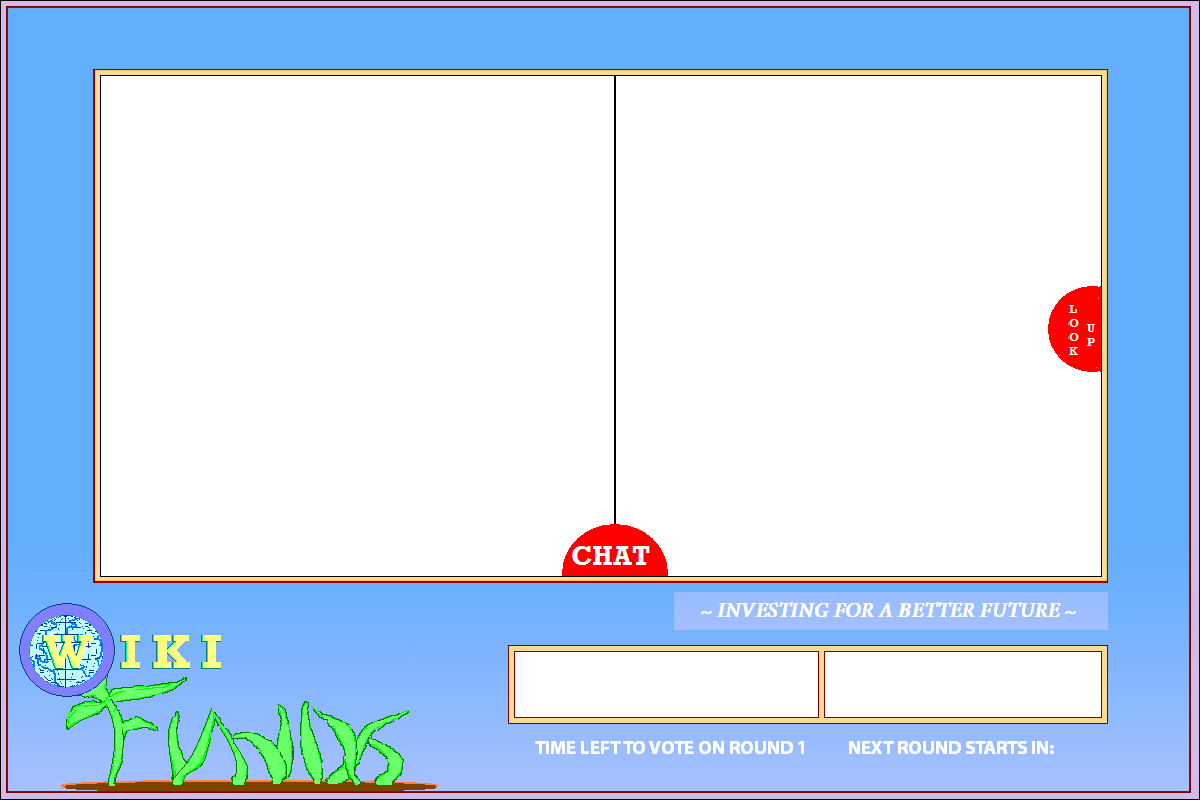 LOOK
UP
CHAT
~ INVESTING FOR A BETTER FUTURE ~
WIKI
FUNDS
TIME LEFT TO VOTE ON ROUND 1
NEXT ROUND STARTS IN: